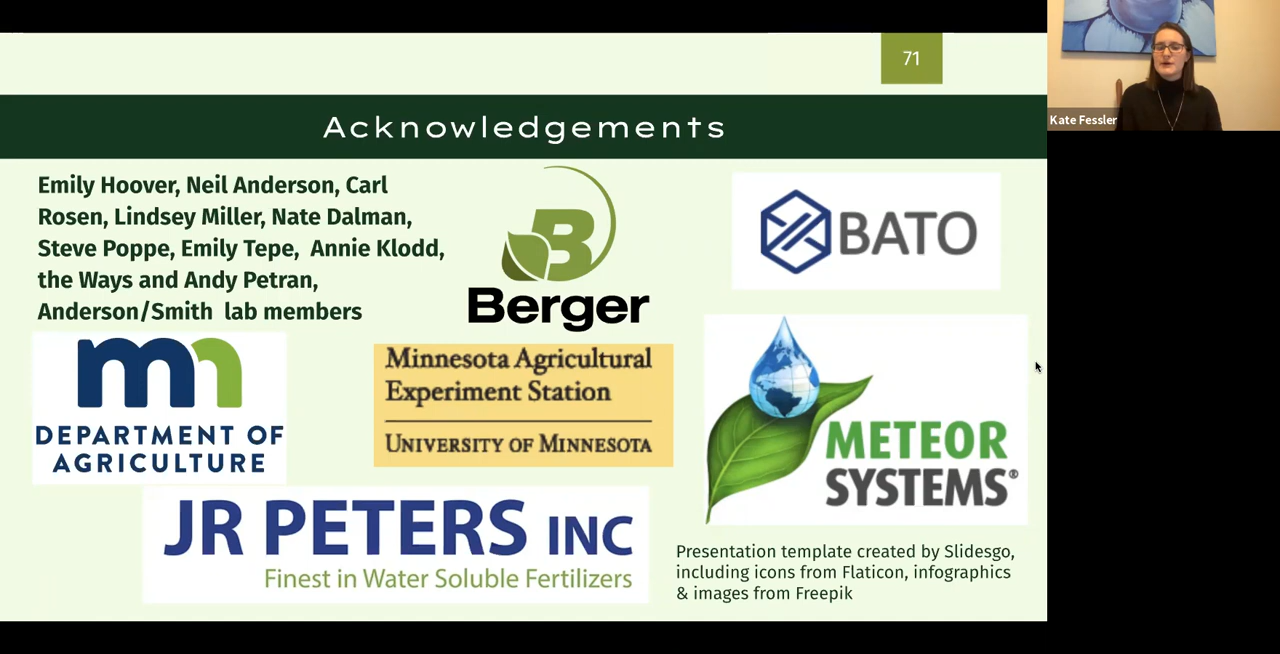 71
Acknowledgements
Emily Hoover, Neil Anderson, Carl
Rosen, Lindsey Miller, Nate Dalman,
Steve Poppe, Emily Tepe, Annie Klodd,
the Ways and Andy Petran,
Anderson/Smith lab members
B
Berger
BATO
mn
DEPARTMENT OF
AGRICULTURE
Minnesota Agricultural
Experiment Station
UNIVERSITY OF MINNESOTA
METEOR
SYSTEMS®
JR PETERS INC
Finest in Water Soluble Fertilizers
Presentation template created by Slidesgo,
including icons from Flaticon, infographics
& images from Freepik
Kate Fessler